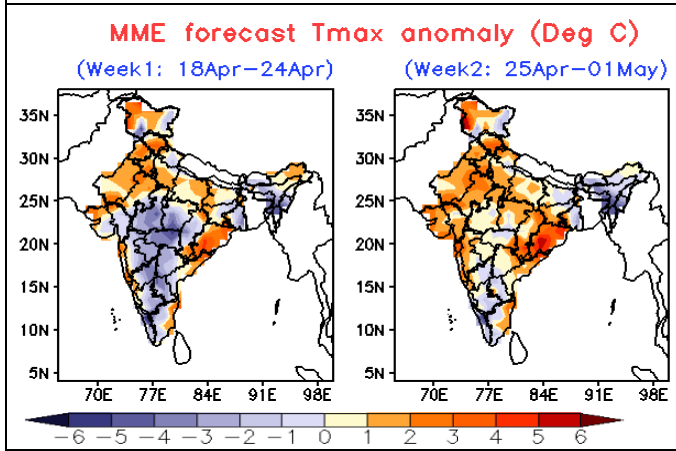 MME forecast Tmax anomaly (Deg C)
(Week1: 18Apr-24Apr) (Week2: 25Apr-01May)
35N 35N
30N 30N
25N 25N
20N 20N
15N 15N
10N 10N
5N 5N
70E 77E 84E 91E 98E 70E 77E 84E 91E 98E
-6 -5 -4 -3 -2 -1 0 1 2 3 4 5 6